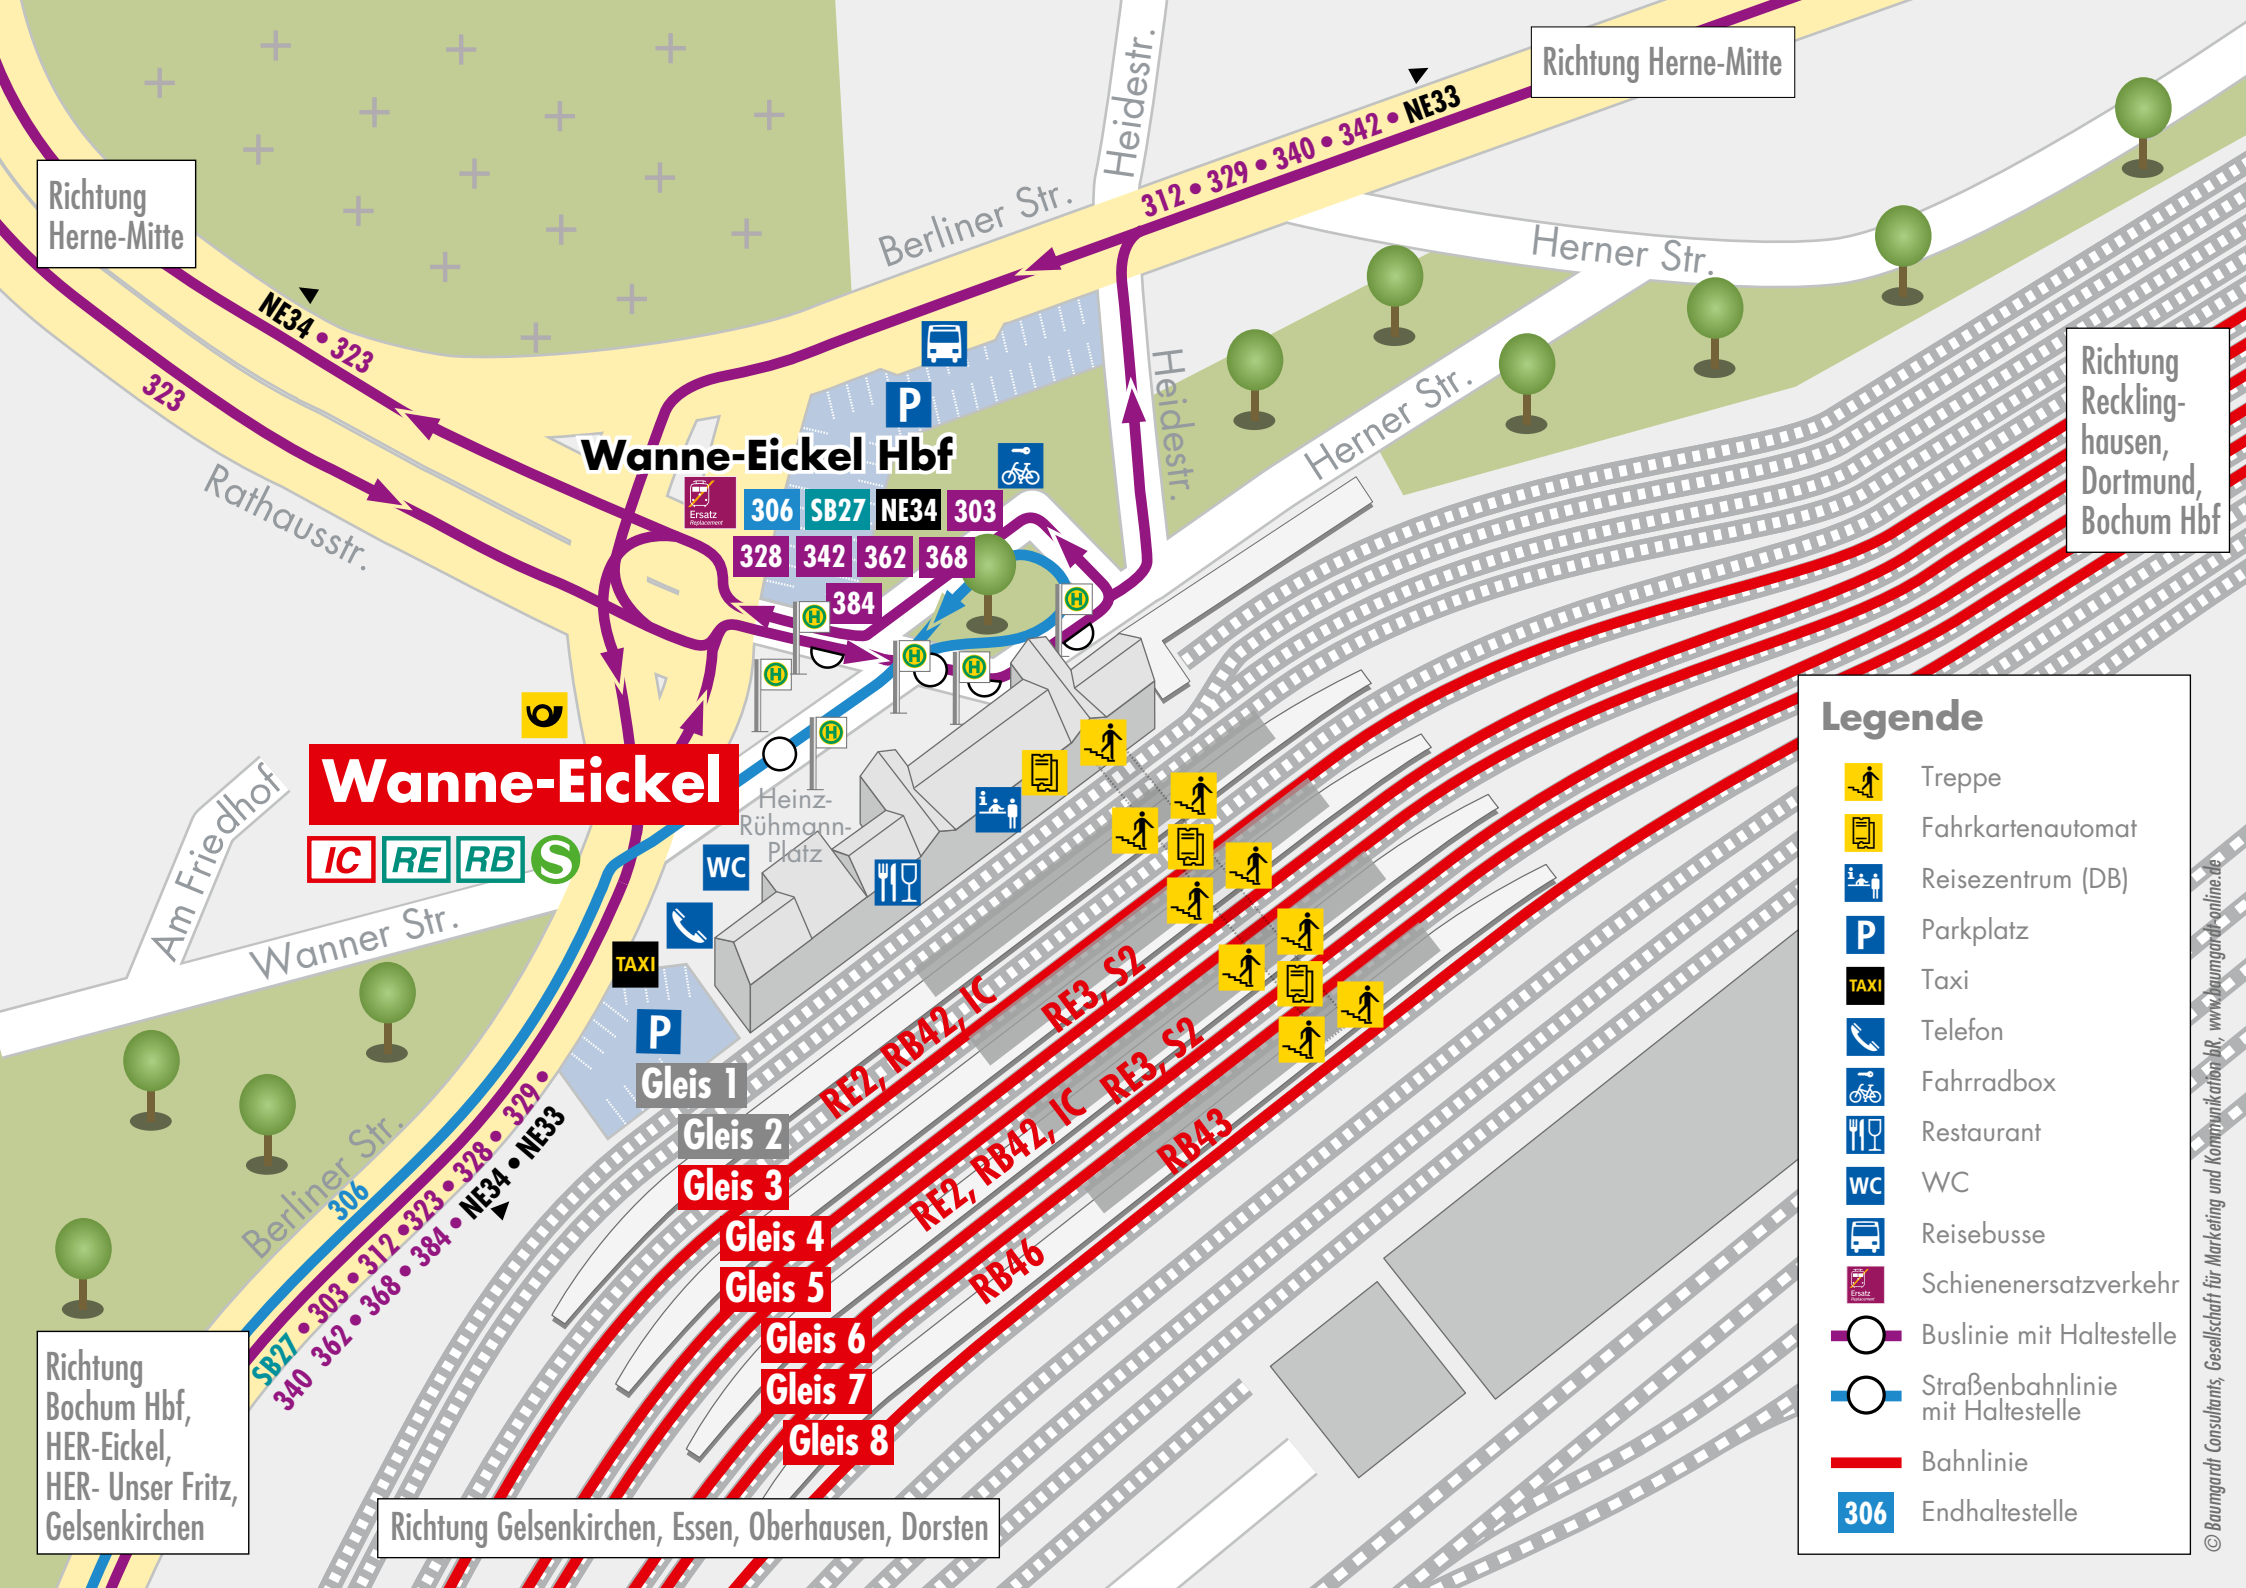 Richtung Herne-Mitte
Heidestr.
312 • 329 • 340 • 342 • NE33
Berliner Str.
Richtung
Herne-Mitte
Herner Str.
NE34 • 323
323
Heidestr.
Herner Str.
Richtung
Reckling-
hausen,
Dortmund,
Bochum Hbf
P
Wanne-Eickel Hbf
Rathausstr.
Ersatz
Replacement
306
SB27
NE34
303
328
342
362
368
384
H
H
H
H
H
H
Wanne-Eickel
IC
RE
RB
S
Heinz-
Rühmann-
Platz
WC
i
Am Friedhof
Wanner Str.
TAXI
P
Gleis 1
Gleis 2
Gleis 3
Gleis 4
Gleis 5
Gleis 6
Gleis 7
Gleis 8
RE2, RB42, IC
RE3, S2
RE3, S2
RE2, RB42, IC
RB43
RB46
Berliner Str.
306
SB27 • 303 • 312 • 323 • 328 • 329 •
340 362 • 368 • 384 • NE34 • NE33
Richtung
Bochum Hbf,
HER-Eickel,
HER- Unser Fritz,
Gelsenkirchen
Richtung Gelsenkirchen, Essen, Oberhausen, Dorsten
Legende
Treppe
Fahrkartenautomat
i Reisezentrum (DB)
P Parkplatz
TAXI Taxi
Telefon
Fahrradbox
Restaurant
WC WC
Reisebusse
Ersatz Replacement Schienenersatzverkehr
Buslinie mit Haltestelle
Straßenbahnlinie
mit Haltestelle
Bahnlinie
306 Endhaltestelle
© Baumgardt Consultants, Gesellschaft für Marketing und Kommunikation bR, www.baumgardt-online.de